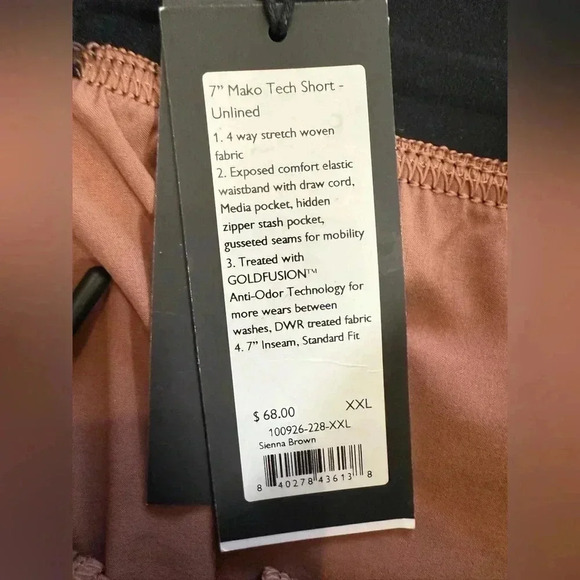 7” Mako Tech Short -
Unlined
1. 4 way stretch woven
fabric
2. Exposed comfort elastic
waistband with draw cord,
Media pocket, hidden
zipper stash pocket,
gusseted seams for mobility
3. Treated with
GOLDFUSION™
Anti-Odor Technology for
more wears between
washes, DWR treated fabric
4. 7” Inseam, Standard Fit
$ 68.00 XXL
100926-228-XXL
Sienna Brown
8 40278 43613 8